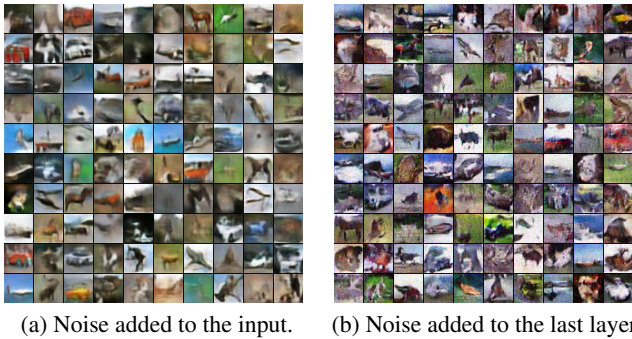 (a) Noise added to the input.
(b) Noise added to the last layer